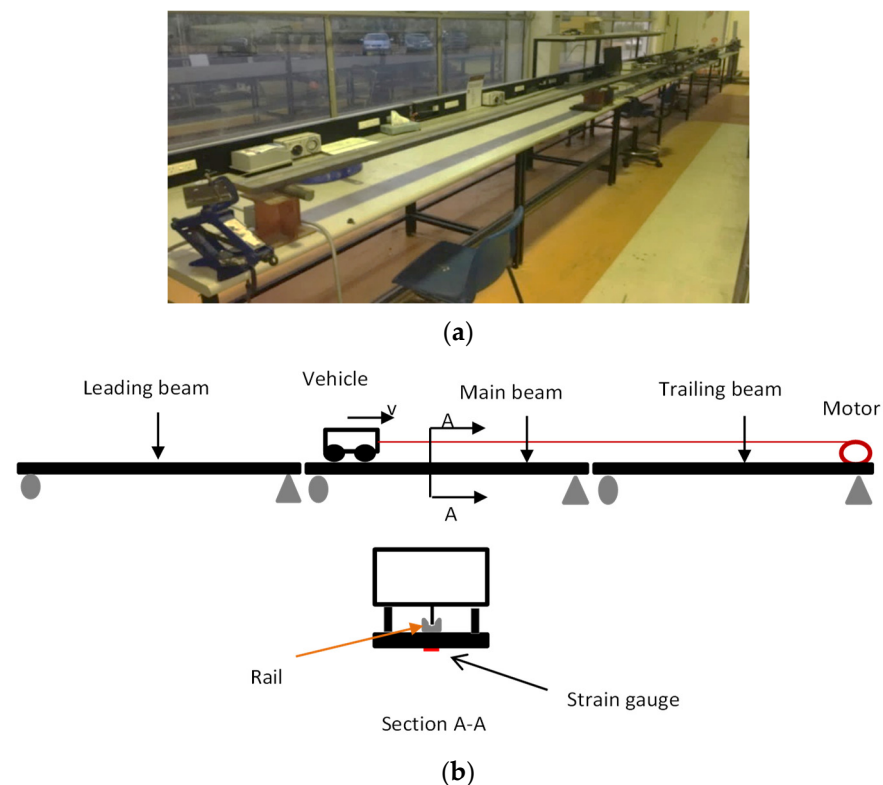 (a)
Leading beam
Vehicle
v
A
Main beam
Trailing beam
Motor
A
Rail
Strain gauge
Section A-A
(b)